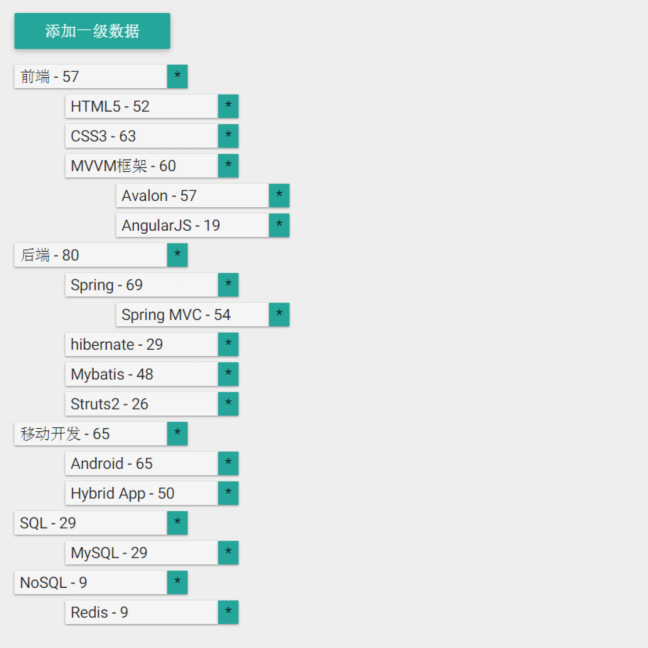 添加一级数据
前端 - 57 *
HTML5 - 52 *
CSS3 - 63 *
MVVM框架 - 60 *
Avalon - 57 *
AngularJS - 19 *
后端 - 80 *
Spring - 69 *
Spring MVC - 54 *
hibernate - 29 *
Mybatis - 48 *
Struts2 - 26 *
移动开发 - 65 *
Android - 65 *
Hybrid App - 50 *
SQL - 29 *
MySQL - 29 *
NoSQL - 9 *
Redis - 9 *